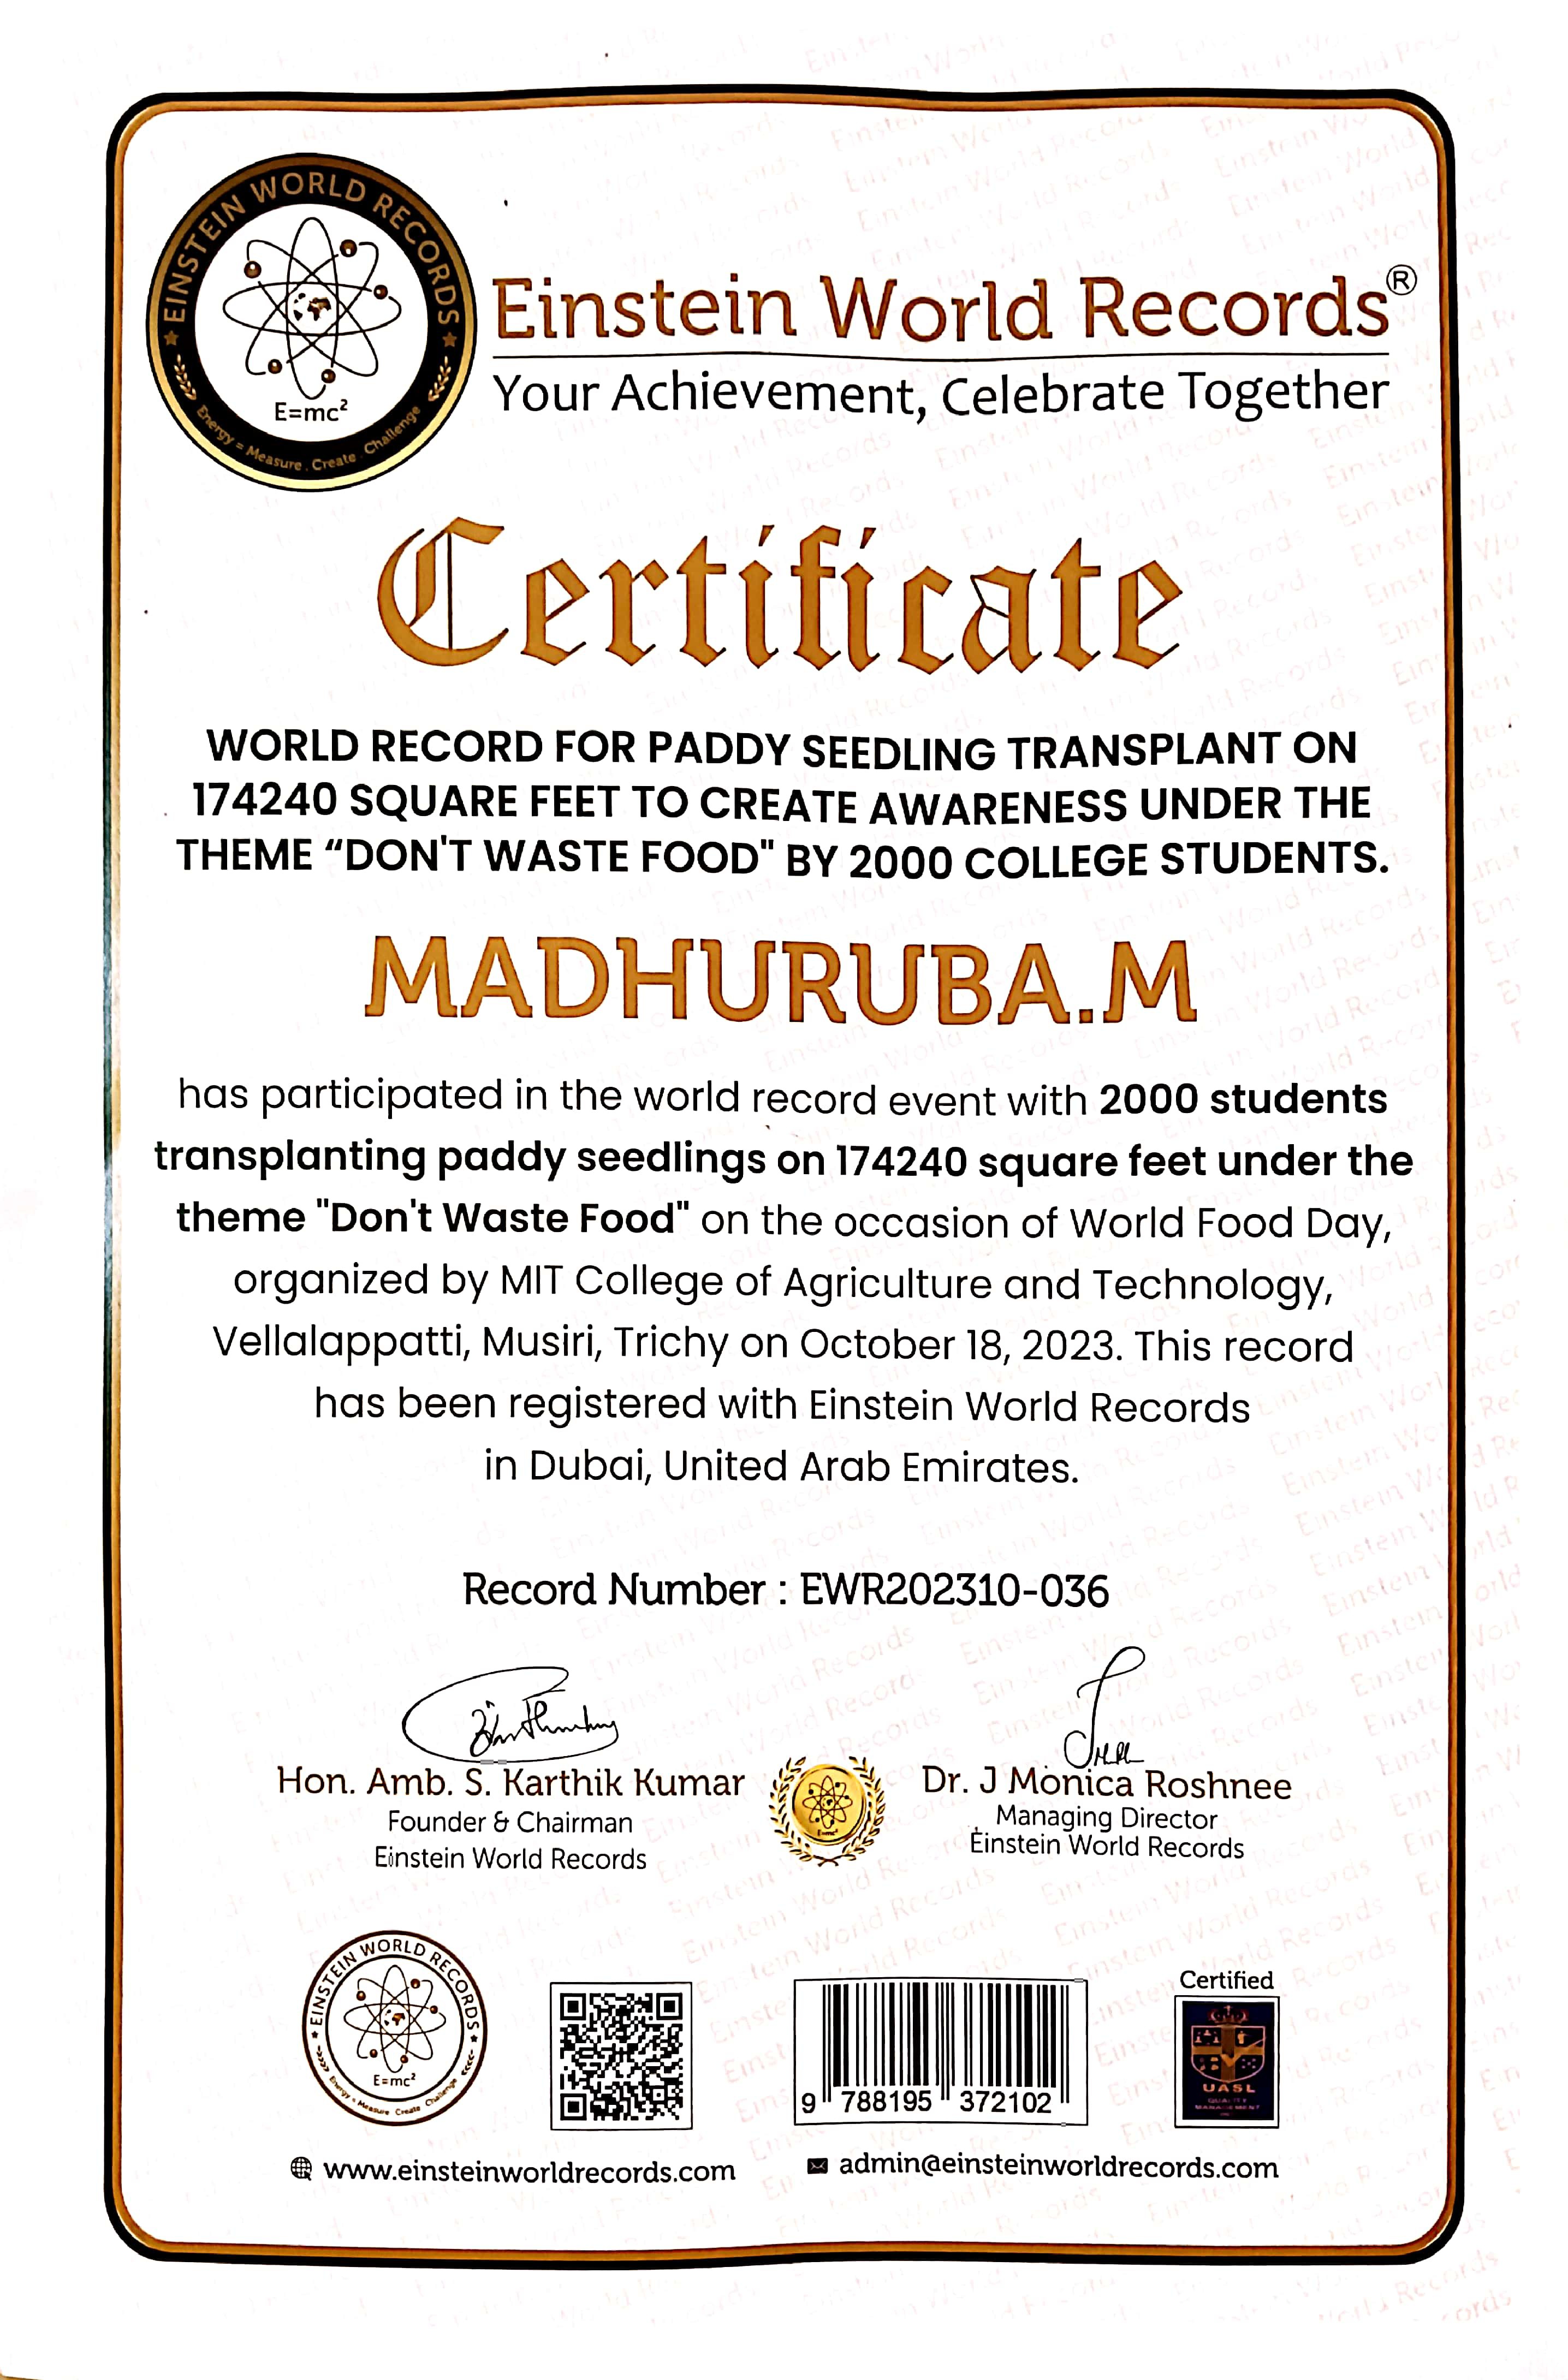 EINSTEIN WORLD RECORDS
E=mc²
Energy = Measure . Create . Challenge
Einstein World Records®
Your Achievement, Celebrate Together
Certificate
WORLD RECORD FOR PADDY SEEDLING TRANSPLANT ON
174240 SQUARE FEET TO CREATE AWARENESS UNDER THE
THEME “DON'T WASTE FOOD" BY 2000 COLLEGE STUDENTS.
MADHURUBA.M
has participated in the world record event with 2000 students
transplanting paddy seedlings on 174240 square feet under the
theme "Don't Waste Food" on the occasion of World Food Day,
organized by MIT College of Agriculture and Technology,
Vellalappatti, Musiri, Trichy on October 18, 2023. This record
has been registered with Einstein World Records
in Dubai, United Arab Emirates.
Record Number : EWR202310-036
Hon. Amb. S. Karthik Kumar
Founder & Chairman
Einstein World Records
E=mc²
Dr. J Monica Roshnee
Managing Director
Einstein World Records
EINSTEIN WORLD RECORDS
E=mc²
Energy = Measure Create Challenge
9 788195 372102
Certified
UASL
QUALITY
MANAGEMENT
www.einsteinworldrecords.com
admin@einsteinworldrecords.com